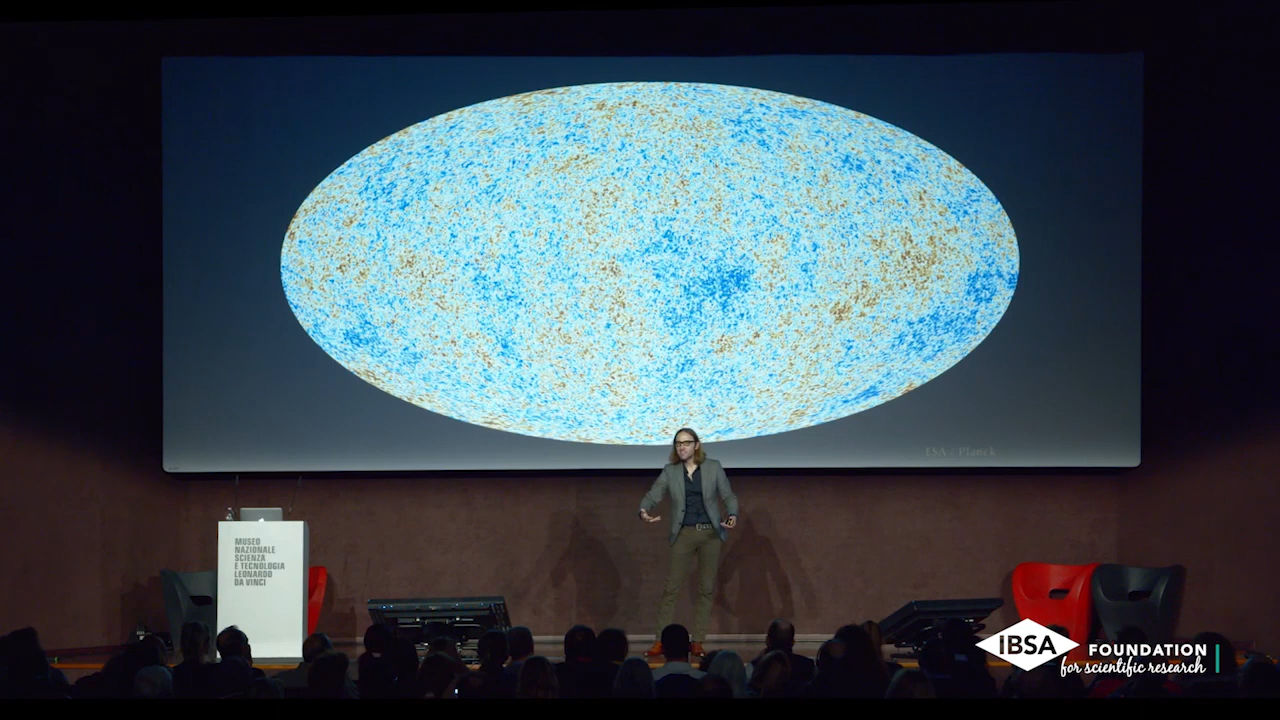 ESA / Planck
MUSEO
NAZIONALE
SCIENZA
E TECNOLOGIA
LEONARDO
DA VINCI
IBSA
FOUNDATION
for scientific research